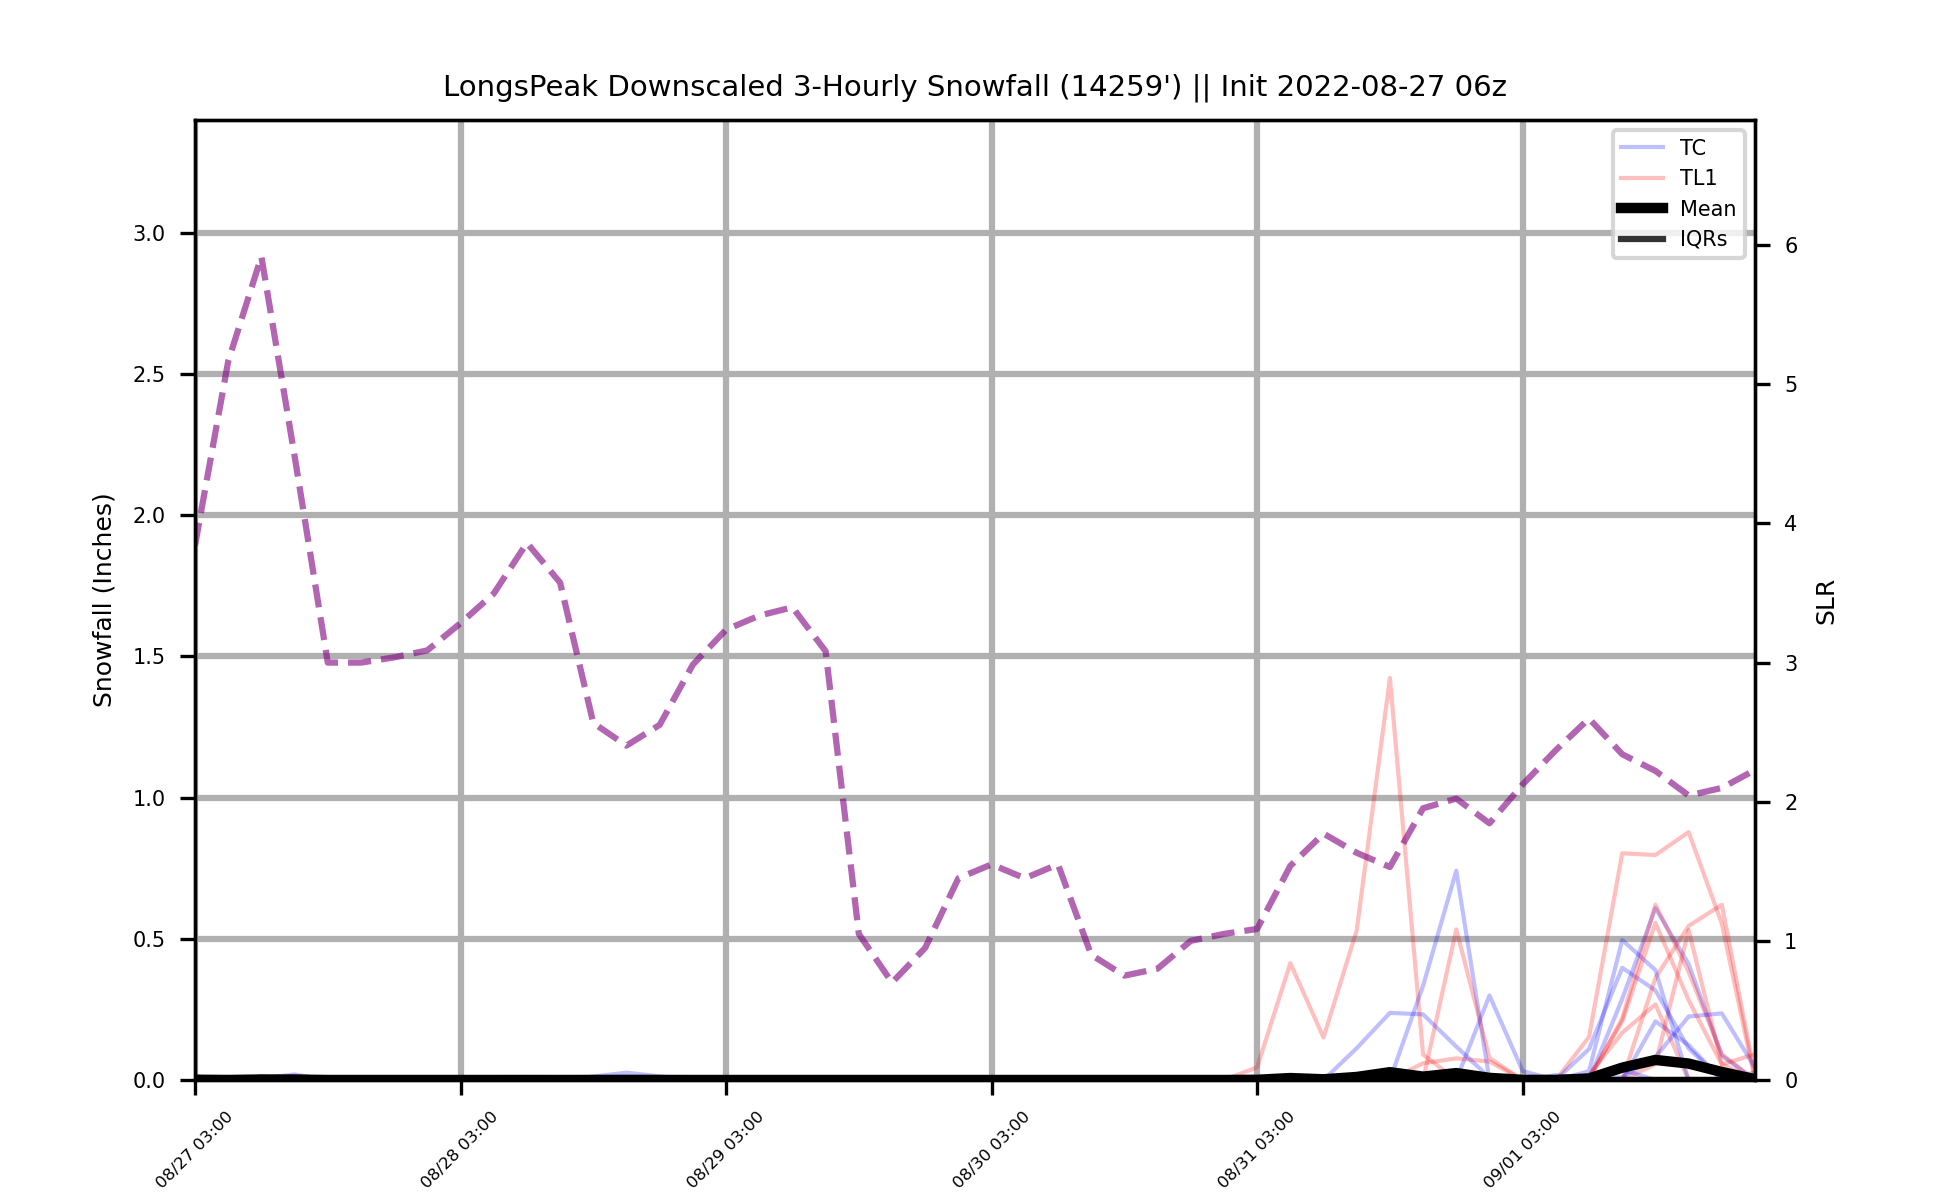 LongsPeak Downscaled 3-Hourly Snowfall (14259') || Init 2022-08-27 06z
TC
TL1
Mean
IQRs
Snowfall (Inches)
3.0
2.5
2.0
1.5
1.0
0.5
0.0
6
5
4
3
2
1
0
SLR
08/27 03:00
08/28 03:00
08/29 03:00
08/30 03:00
08/31 03:00
09/01 03:00